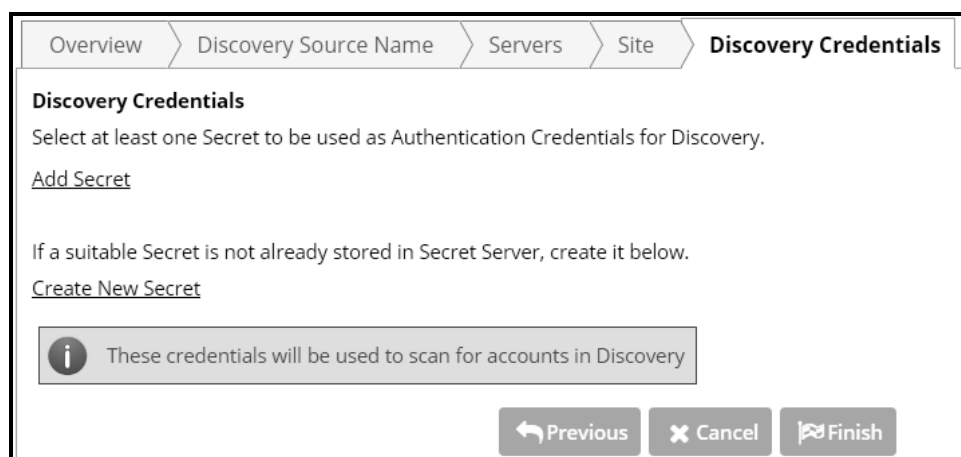 Overview Discovery Source Name Servers Site Discovery Credentials
Discovery Credentials
Select at least one Secret to be used as Authentication Credentials for Discovery.
Add Secret
If a suitable Secret is not already stored in Secret Server, create it below.
Create New Secret
These credentials will be used to scan for accounts in Discovery
Previous Cancel Finish